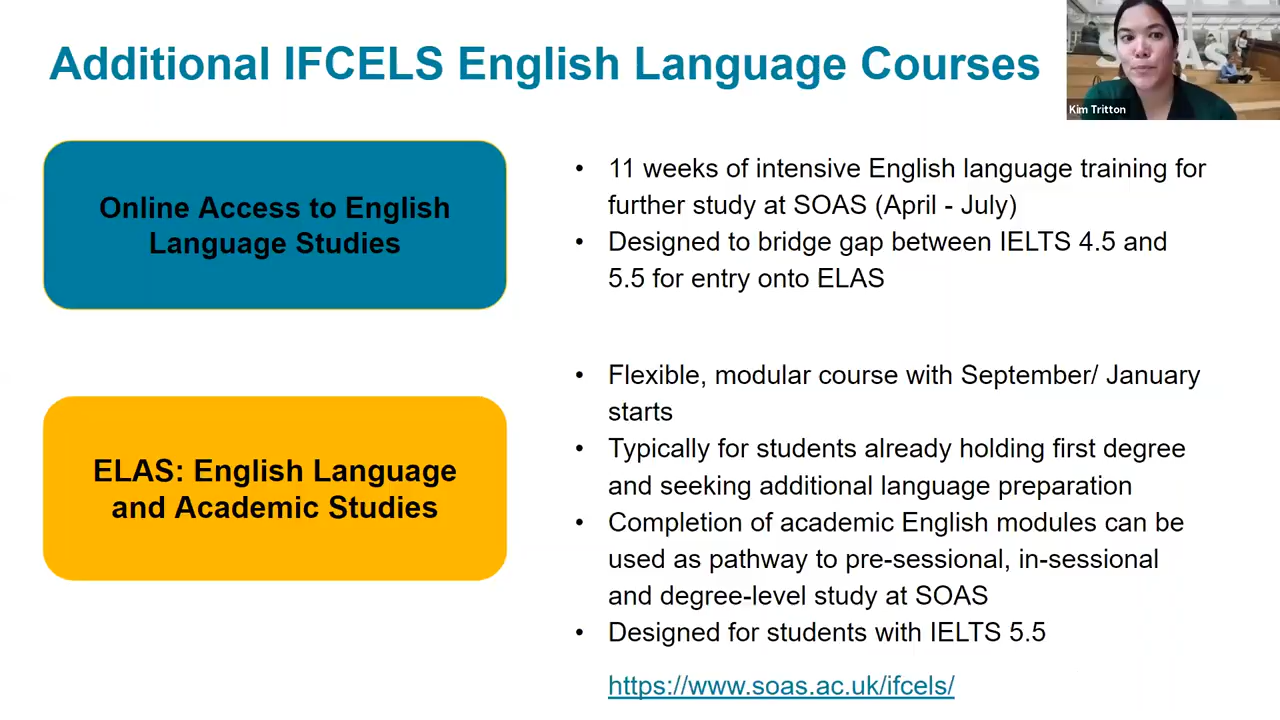 Additional IFCELS English Language Courses
SOAS
Kim Tritton
Online Access to English
Language Studies
• 11 weeks of intensive English language training for
further study at SOAS (April - July)
• Designed to bridge gap between IELTS 4.5 and
5.5 for entry onto ELAS
ELAS: English Language
and Academic Studies
• Flexible, modular course with September/ January
starts
• Typically for students already holding first degree
and seeking additional language preparation
• Completion of academic English modules can be
used as pathway to pre-sessional, in-sessional
and degree-level study at SOAS
• Designed for students with IELTS 5.5
https://www.soas.ac.uk/ifcels/